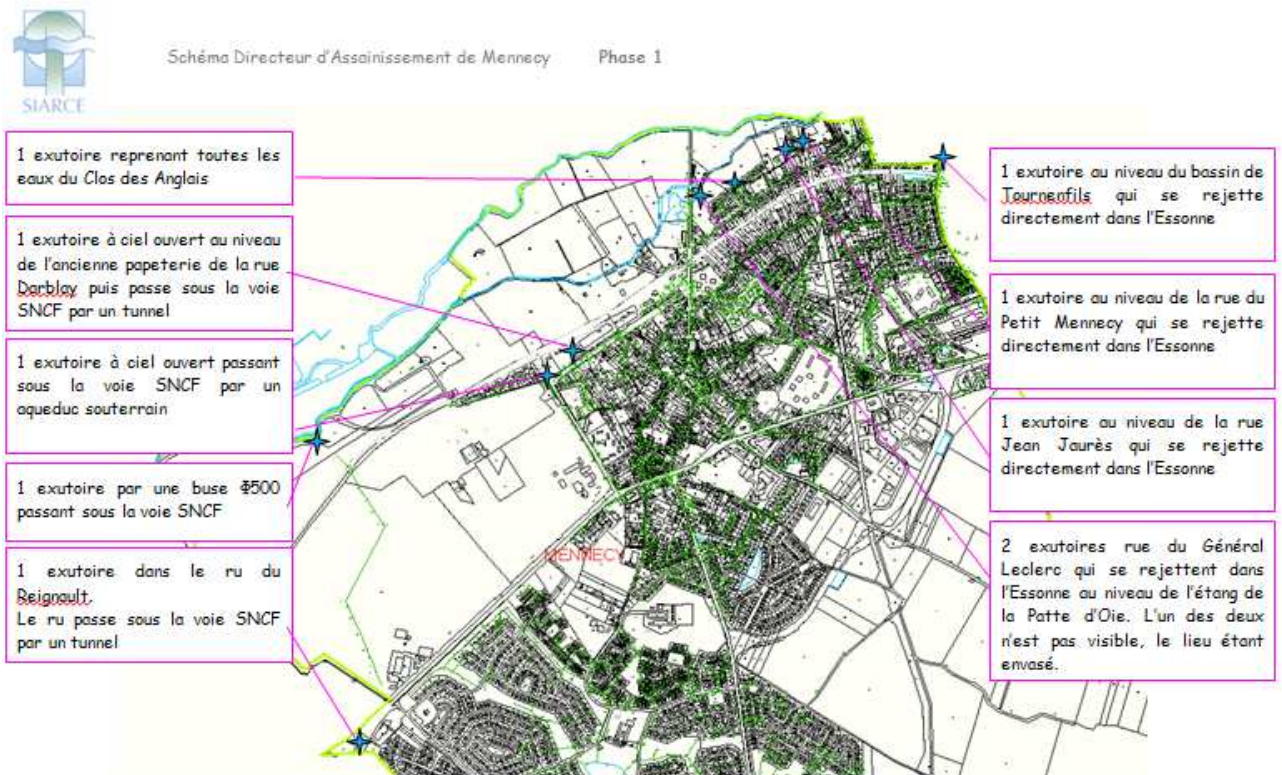 SIARCE
Schéma Directeur d'Assainissement de Mennecy Phase 1
1 exutoire reprenant toutes les
eaux du Clos des Anglais
1 exutoire à ciel ouvert au niveau
de l'ancienne papeterie de la rue
Darblay puis passe sous la voie
SNCF par un tunnel
1 exutoire à ciel ouvert passant
sous la voie SNCF par un
aqueduc souterrain
1 exutoire par une buse Φ500
passant sous la voie SNCF
1 exutoire dans le ru du
Reignault.
Le ru passe sous la voie SNCF
par un tunnel
MENNECY
1 exutoire au niveau du bassin de
Tournenfils qui se rejette
directement dans l'Essonne
1 exutoire au niveau de la rue du
Petit Mennecy qui se rejette
directement dans l'Essonne
1 exutoire au niveau de la rue
Jean Jaurès qui se rejette
directement dans l'Essonne
2 exutoires rue du Général
Leclerc qui se rejettent dans
l'Essonne au niveau de l'étang de
la Patte d'Oie. L'un des deux
n'est pas visible, le lieu étant
envasé.